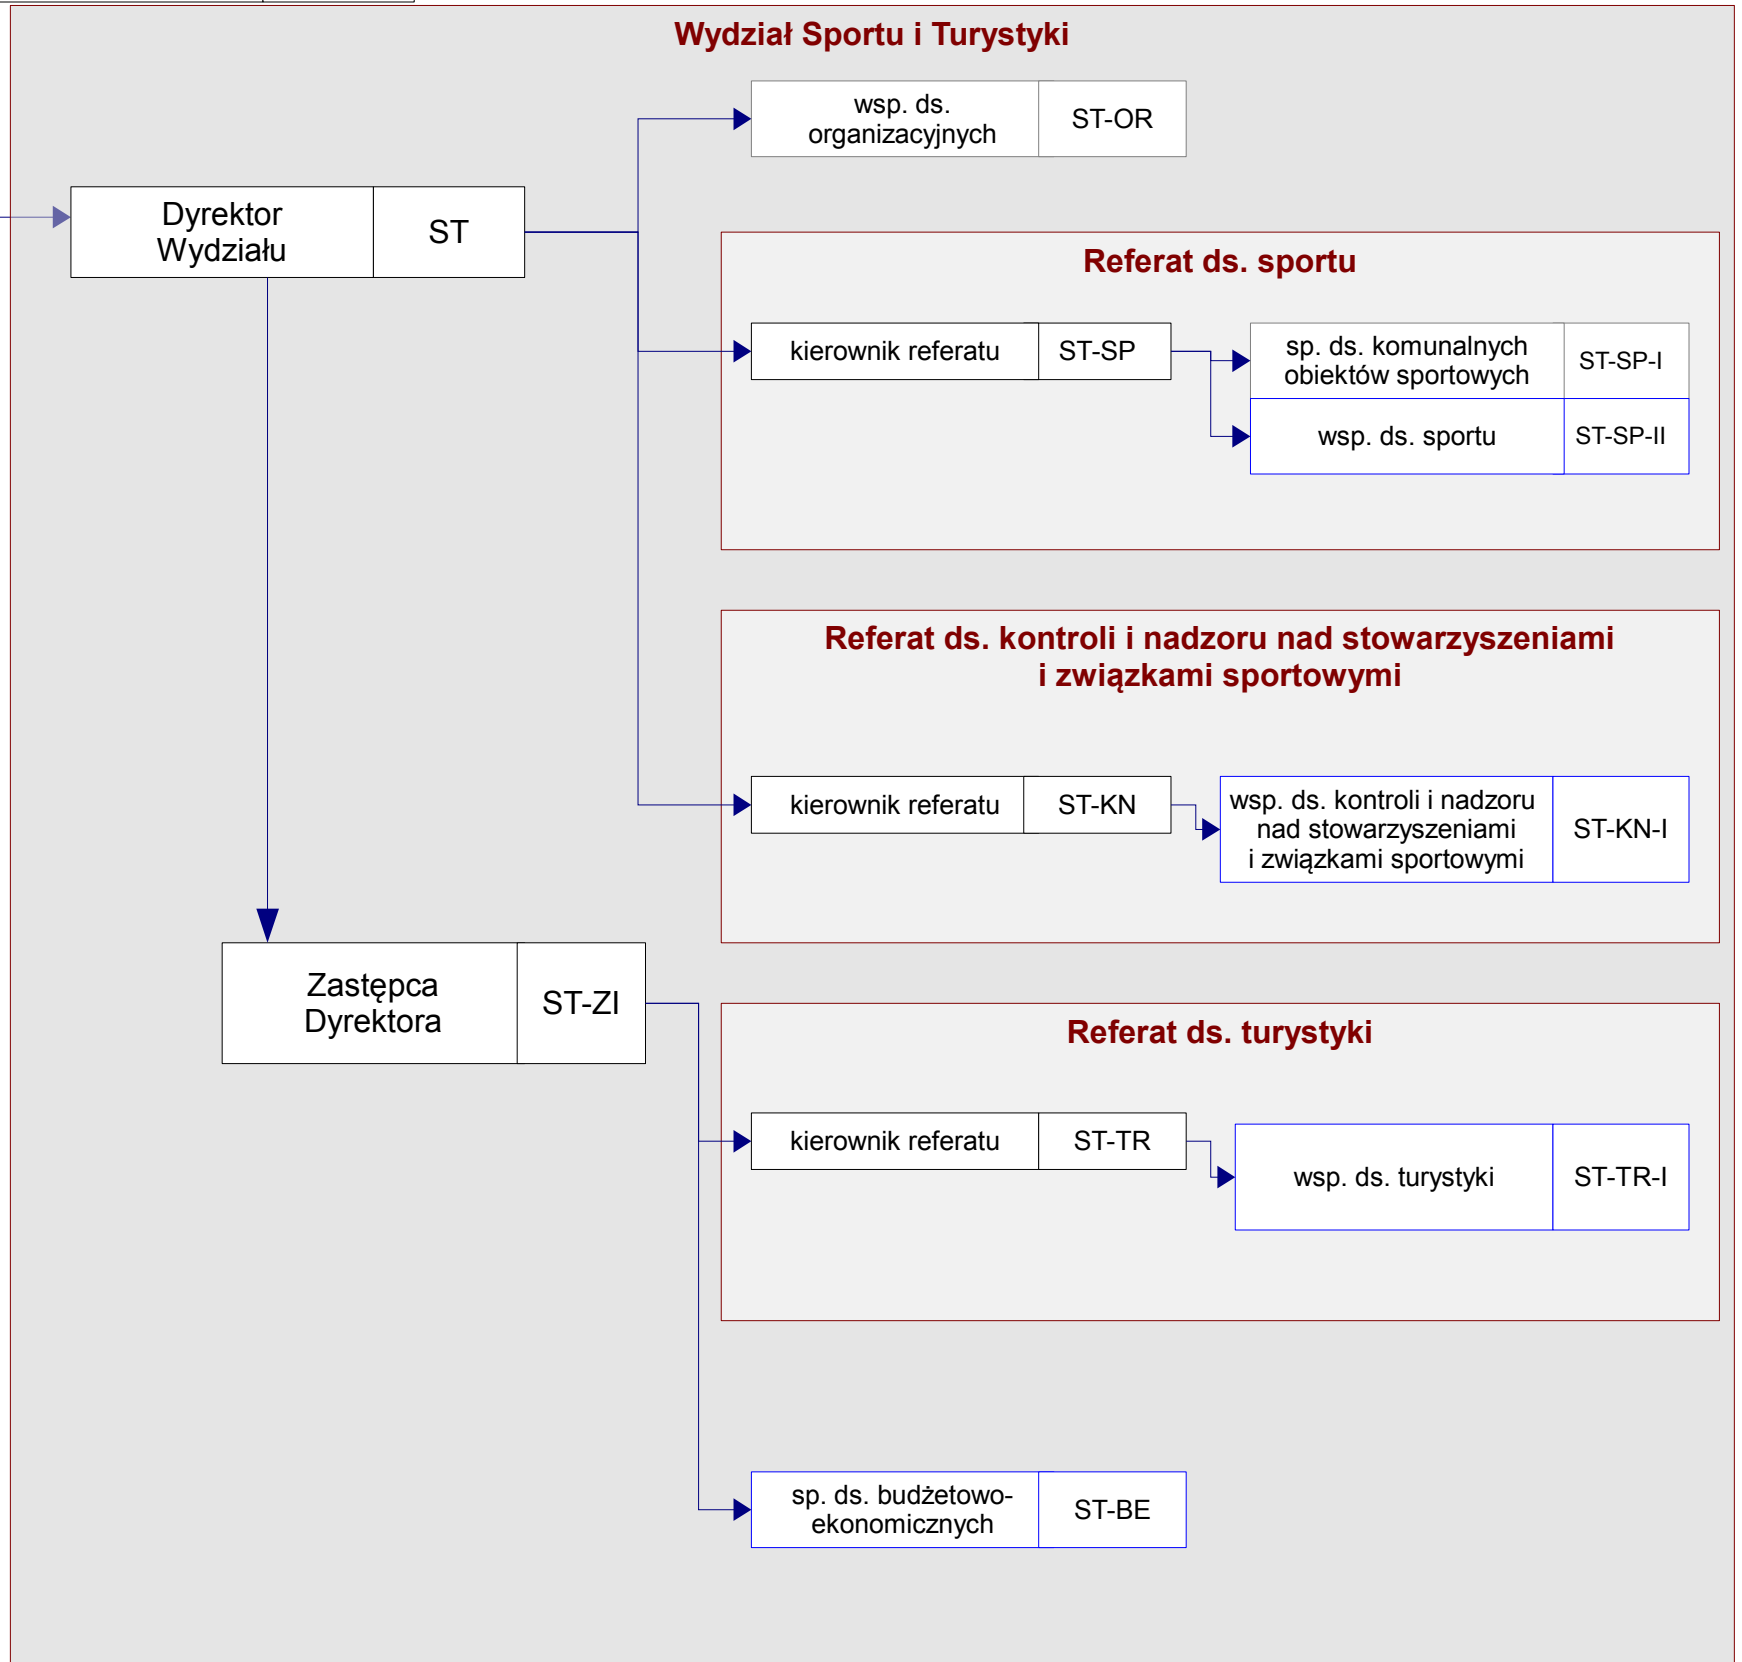 Wydział Sportu i Turystyki
wsp. ds.
organizacyjnych
ST-OR
Dyrektor
Wydziału
ST
Referat ds. sportu
kierownik referatu
ST-SP
sp. ds. komunalnych
obiektów sportowych
ST-SP-I
wsp. ds. sportu
ST-SP-II
Referat ds. kontroli i nadzoru nad stowarzyszeniami
i związkami sportowymi
kierownik referatu
ST-KN
wsp. ds. kontroli i nadzoru
nad stowarzyszeniami
i związkami sportowymi
ST-KN-I
Zastępca
Dyrektora
ST-ZI
Referat ds. turystyki
kierownik referatu
ST-TR
wsp. ds. turystyki
ST-TR-I
sp. ds. budżetowo-
ekonomicznych
ST-BE